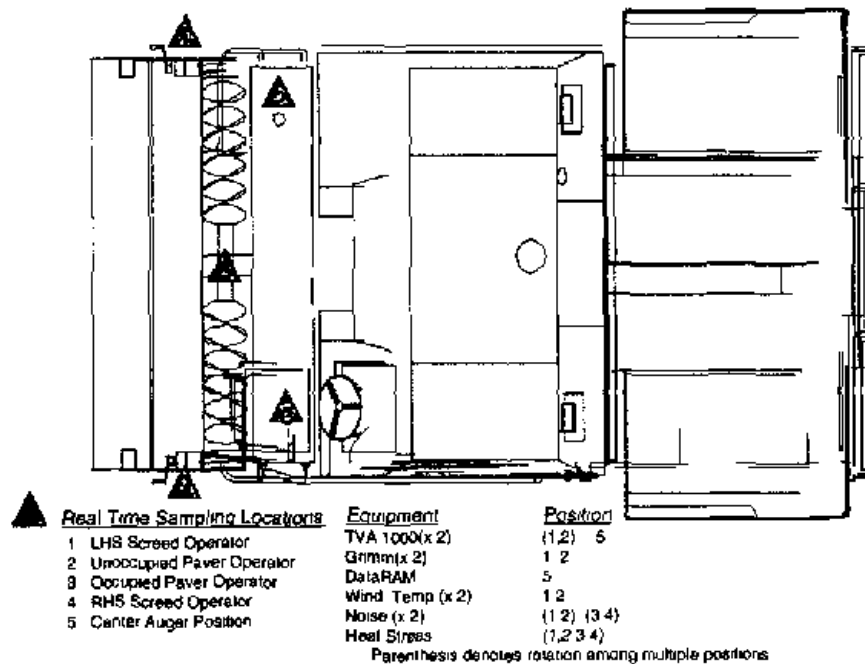 Real Time Sampling Locations
1 LHS Screed Operator
2 Unoccupied Paver Operator
3 Occupied Paver Operator
4 RHS Screed Operator
5 Center Auger Position
Equipment Position
TVA 1000(x 2) (1,2) 5
Grimm(x 2) 1 2
DataRAM 5
Wind Temp (x 2) 1 2
Noise (x 2) (1 2) (3 4)
Heat Stress (1,2 3 4)
Parenthesis denotes rotation among multiple positions